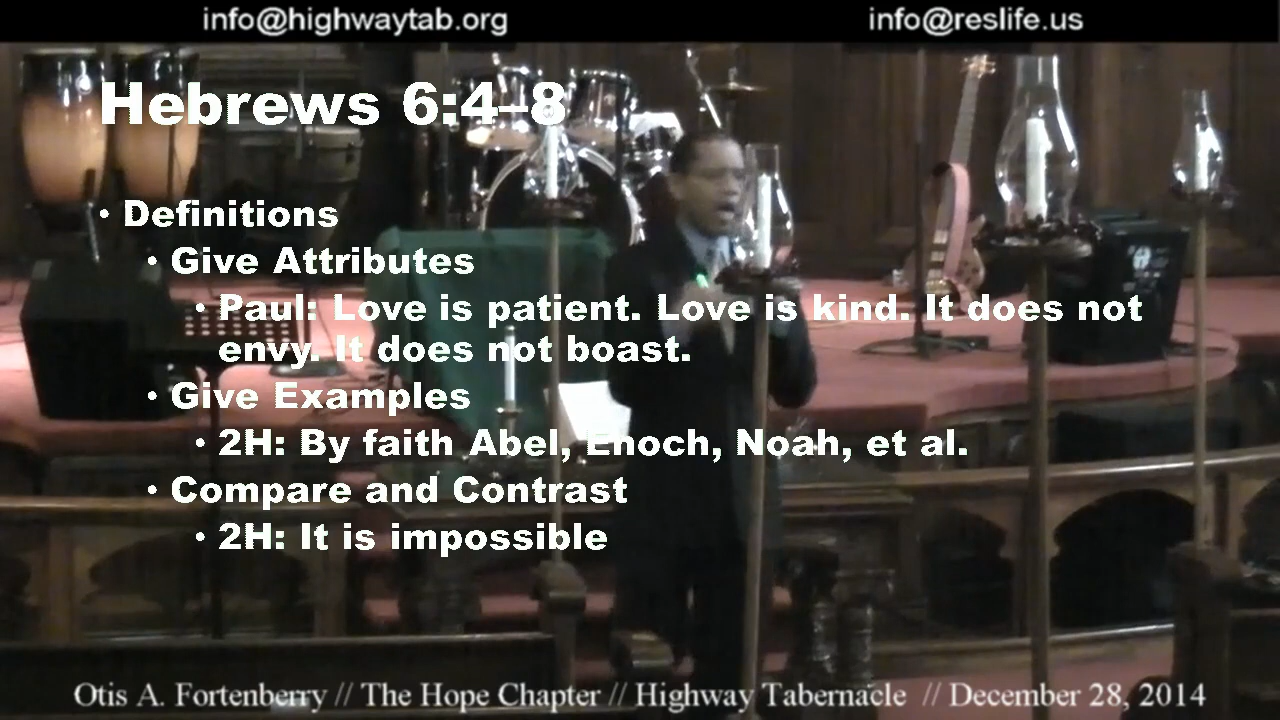 info@highwaytab.org info@reslife.us
Hebrews 6:4–8
• Definitions
• Give Attributes
• Paul: Love is patient. Love is kind. It does not
envy. It does not boast.
• Give Examples
• 2H: By faith Abel, Enoch, Noah, et al.
• Compare and Contrast
• 2H: It is impossible
Otis A. Fortenberry // The Hope Chapter // Highway Tabernacle // December 28, 2014